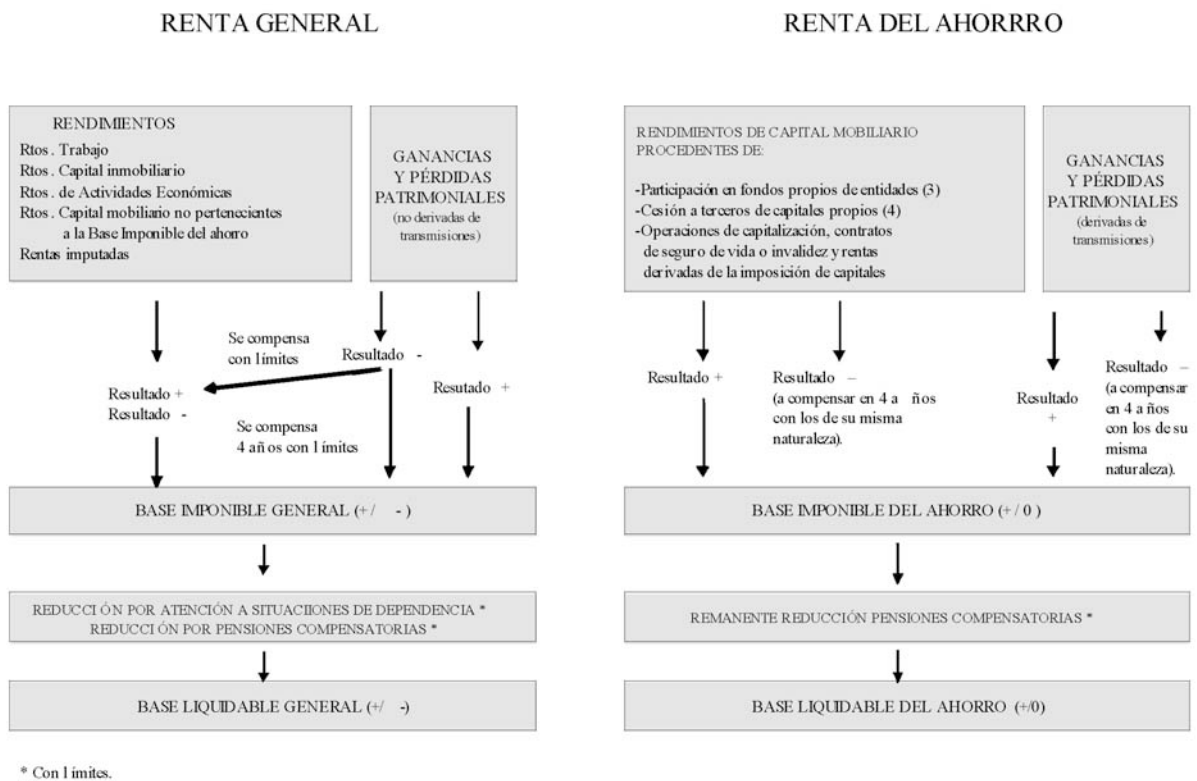 RENTA GENERAL
RENDIMIENTOS
Rtos. Trabajo
Rtos. Capital inmobiliario
Rtos. de Actividades Económicas
Rtos. Capital mobiliario no pertenecientes
a la Base Imponible del ahorro
Rentas imputadas
GANANCIAS
Y PÉRDIDAS
PATRIMONIALES
(no derivadas de
transmisiones)
Se compensa
con límites
Resultado -
Resultado +
Resultado -
Resutado +
Se compensa
4 años con límites
BASE IMPONIBLE GENERAL (+/ -)
REDUCCIÓN POR ATENCIÓN A SITUACIIONES DE DEPENDENCIA *
REDUCCIÓN POR PENSIONES COMPENSATORIAS *
BASE LIQUIDABLE GENERAL (+/ -)
* Con límites.
RENTA DEL AHORRRO
RENDIMIENTOS DE CAPITAL MOBILIARIO
PROCEDENTES DE:
-Participación en fondos propios de entidades (3)
-Cesión a terceros de capitales propios (4)
-Operaciones de capitalización, contratos
de seguro de vida o invalidez y rentas
derivadas de la imposición de capitales
GANANCIAS
Y PÉRDIDAS
PATRIMONIALES
(derivadas de
transmisiones)
Resultado +
Resultado –
(a compensar en 4 a ños
con los de su misma
naturaleza).
Resultado
+
Resultado –
(a compensar
en 4 a ños
con los de su
misma
naturaleza).
BASE IMPONIBLE DEL AHORRO (+/0)
REMANENTE REDUCCIÓN PENSIONES COMPENSATORIAS *
BASE LIQUIDABLE DEL AHORRO (+/0)